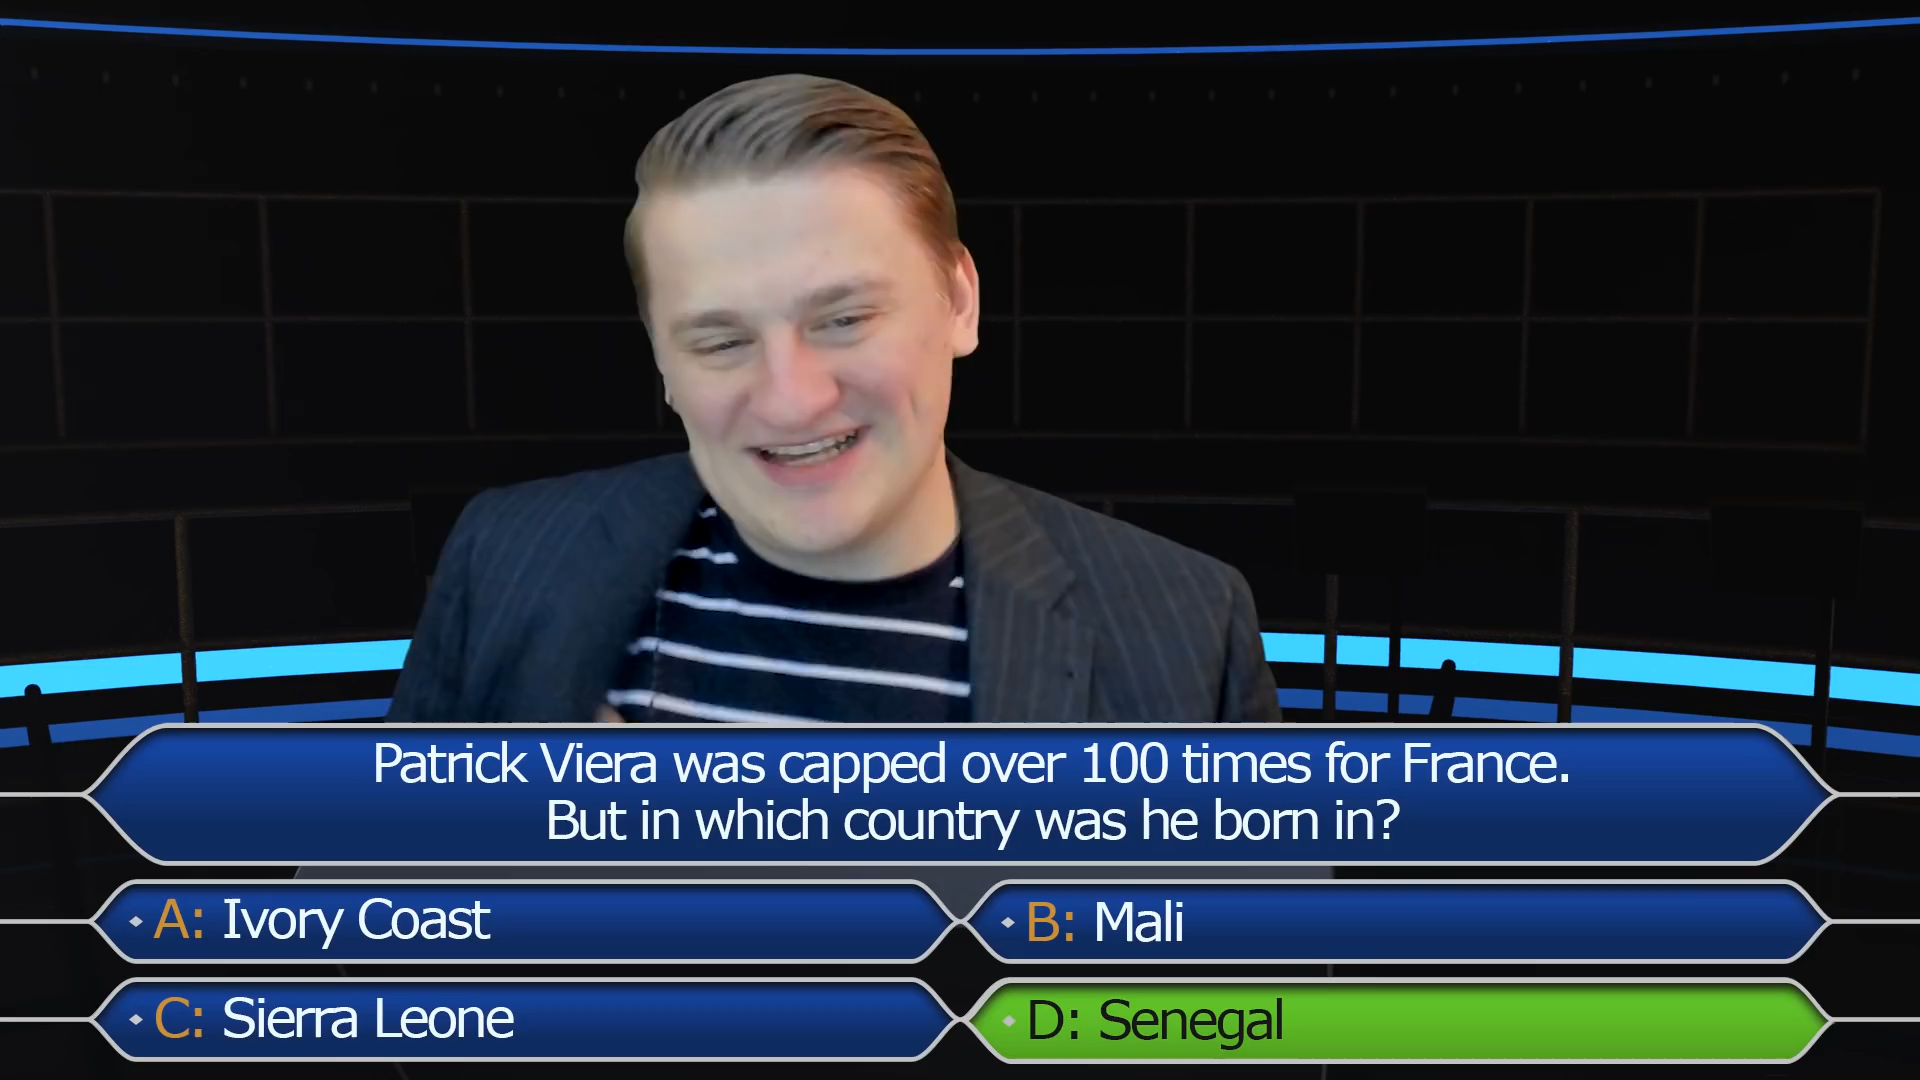 Patrick Viera was capped over 100 times for France.
But in which country was he born in?
A: Ivory Coast
B: Mali
C: Sierra Leone
D: Senegal